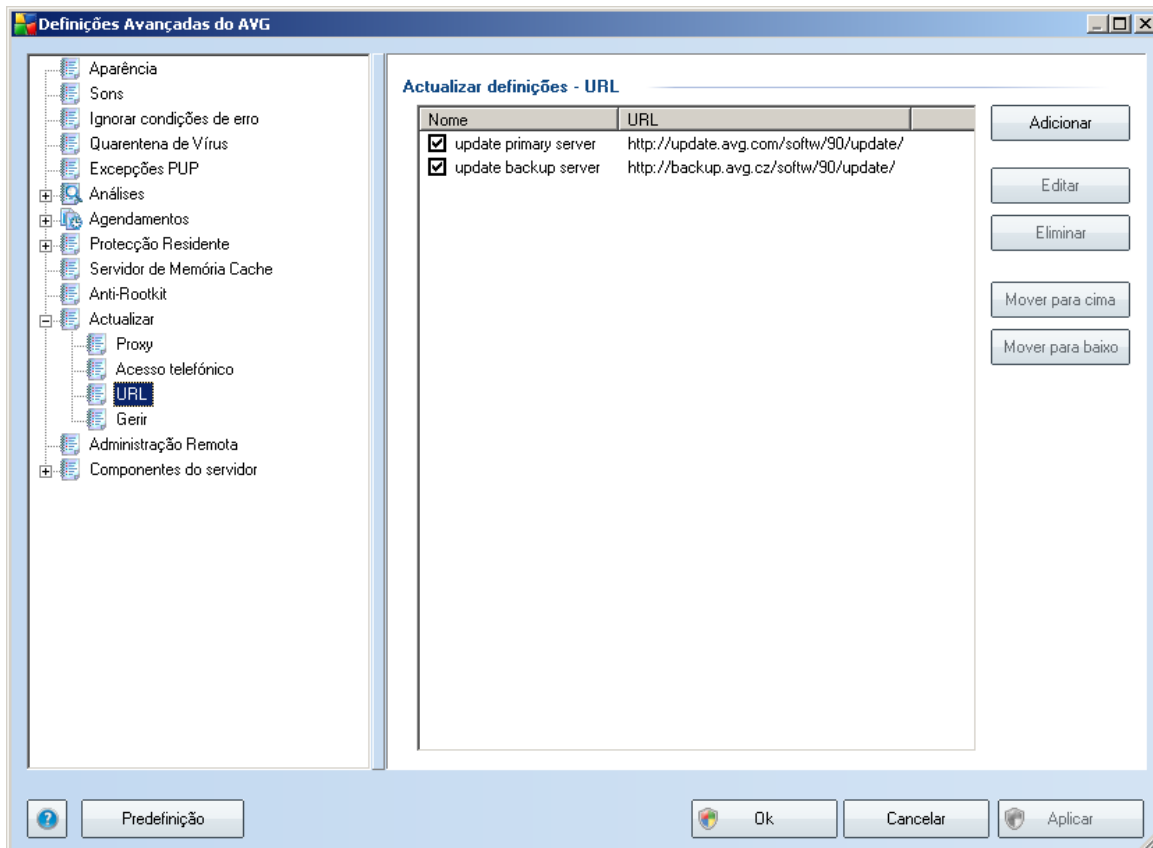 Definições Avançadas do AVG
Aparência
Sons
Ignorar condições de erro
Quarentena de Vírus
Excepções PUP
Análises
Agendamentos
Protecção Residente
Servidor de Memória Cache
Anti-Rootkit
Actualizar
Proxy
Acesso telefónico
URL
Gerir
Administração Remota
Componentes do servidor
Actualizar definições - URL
Nome URL
update primary server http://update.avg.com/softw/90/update/
update backup server http://backup.avg.cz/softw/90/update/
Adicionar
Editar
Eliminar
Mover para cima
Mover para baixo
Predefinição
Ok
Cancelar
Aplicar